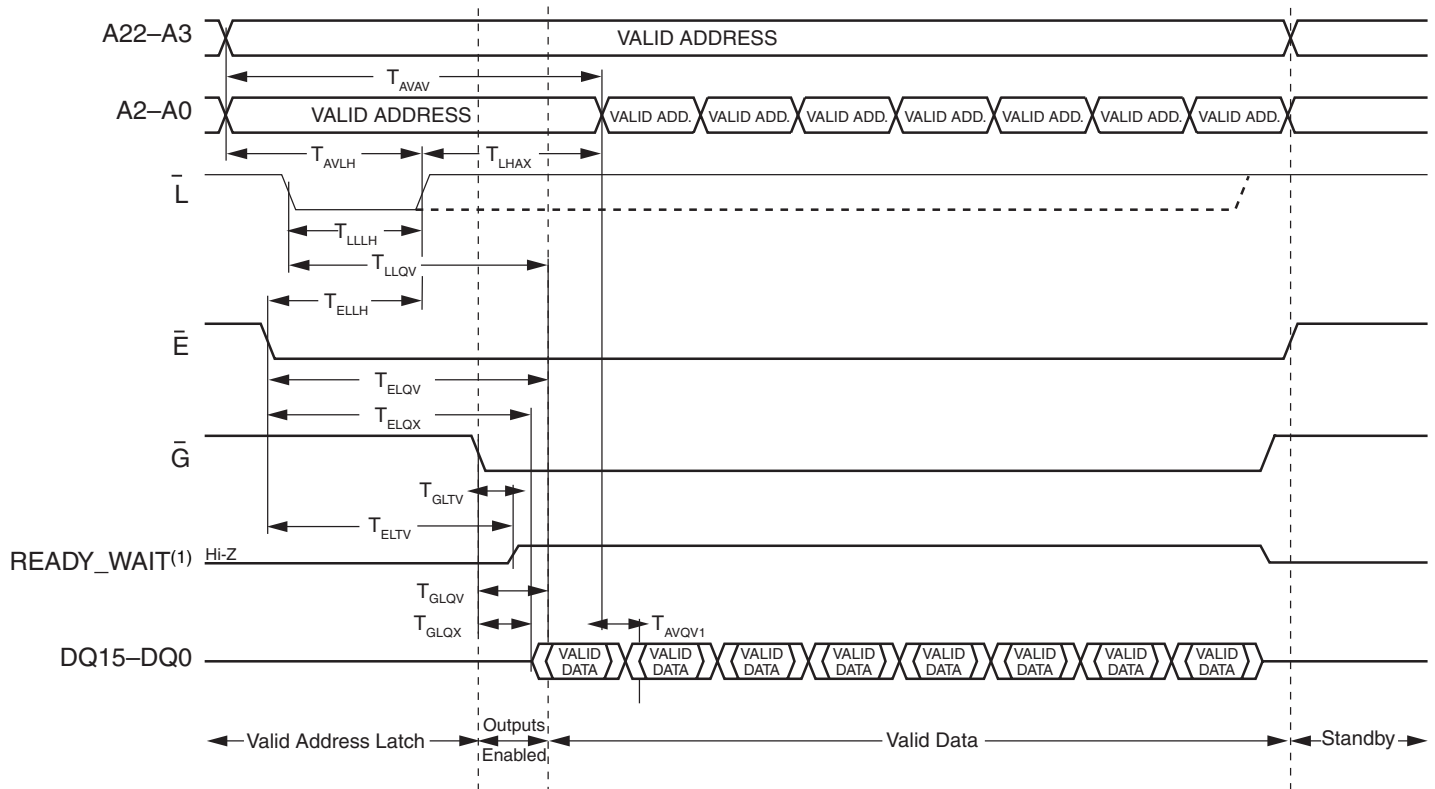 A22–A3
VALID ADDRESS
T_AVAV
A2–A0
VALID ADDRESS
VALID ADD.
VALID ADD.
VALID ADD.
VALID ADD.
VALID ADD.
VALID ADD.
VALID ADD.
T_AVLH
T_LHAX
L̅
T_LLLH
T_LLQV
T_ELLH
E̅
T_ELQV
T_ELQX
G̅
T_GLTV
T_ELTV
READY_WAIT(1)
Hi-Z
T_GLQV
T_GLQX
T_AVQV1
DQ15–DQ0
VALID DATA
VALID DATA
VALID DATA
VALID DATA
VALID DATA
VALID DATA
VALID DATA
VALID DATA
Valid Address Latch
Outputs
Enabled
Valid Data
Standby